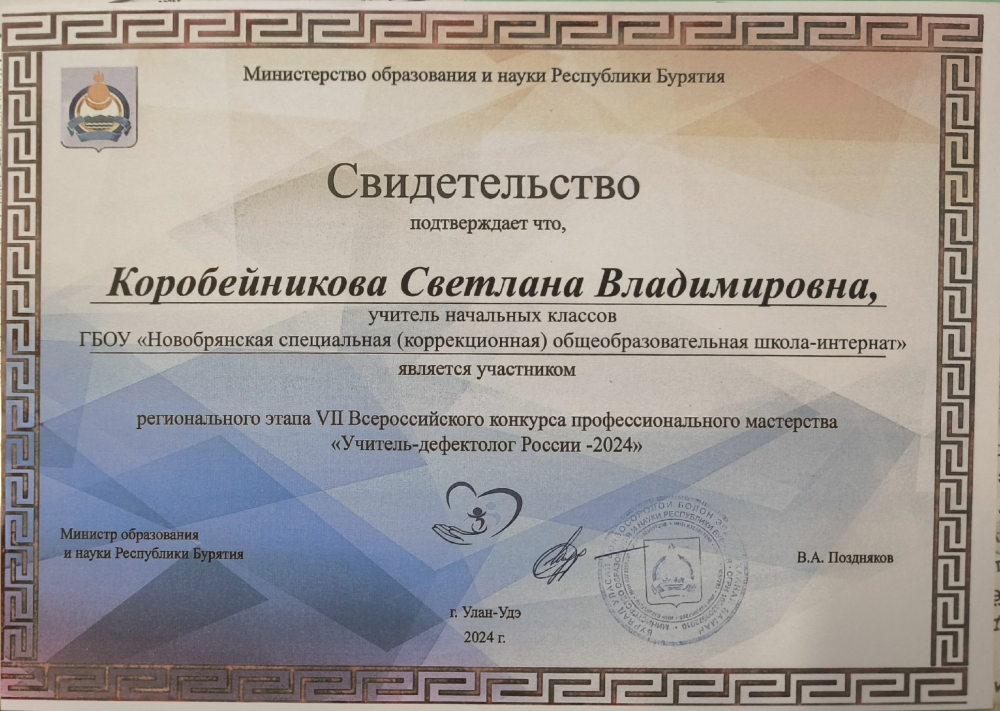 Министерство образования и науки Республики Бурятия
Свидетельство
подтверждает что,
Коробейникова Светлана Владимировна,
учитель начальных классов
ГБОУ «Новобрянская специальная (коррекционная) общеобразовательная школа-интернат»
является участником
регионального этапа VII Всероссийского конкурса профессионального мастерства
«Учитель-дефектолог России -2024»
Министр образования
и науки Республики Бурятия
В.А. Поздняков
г. Улан-Удэ
2024 г.